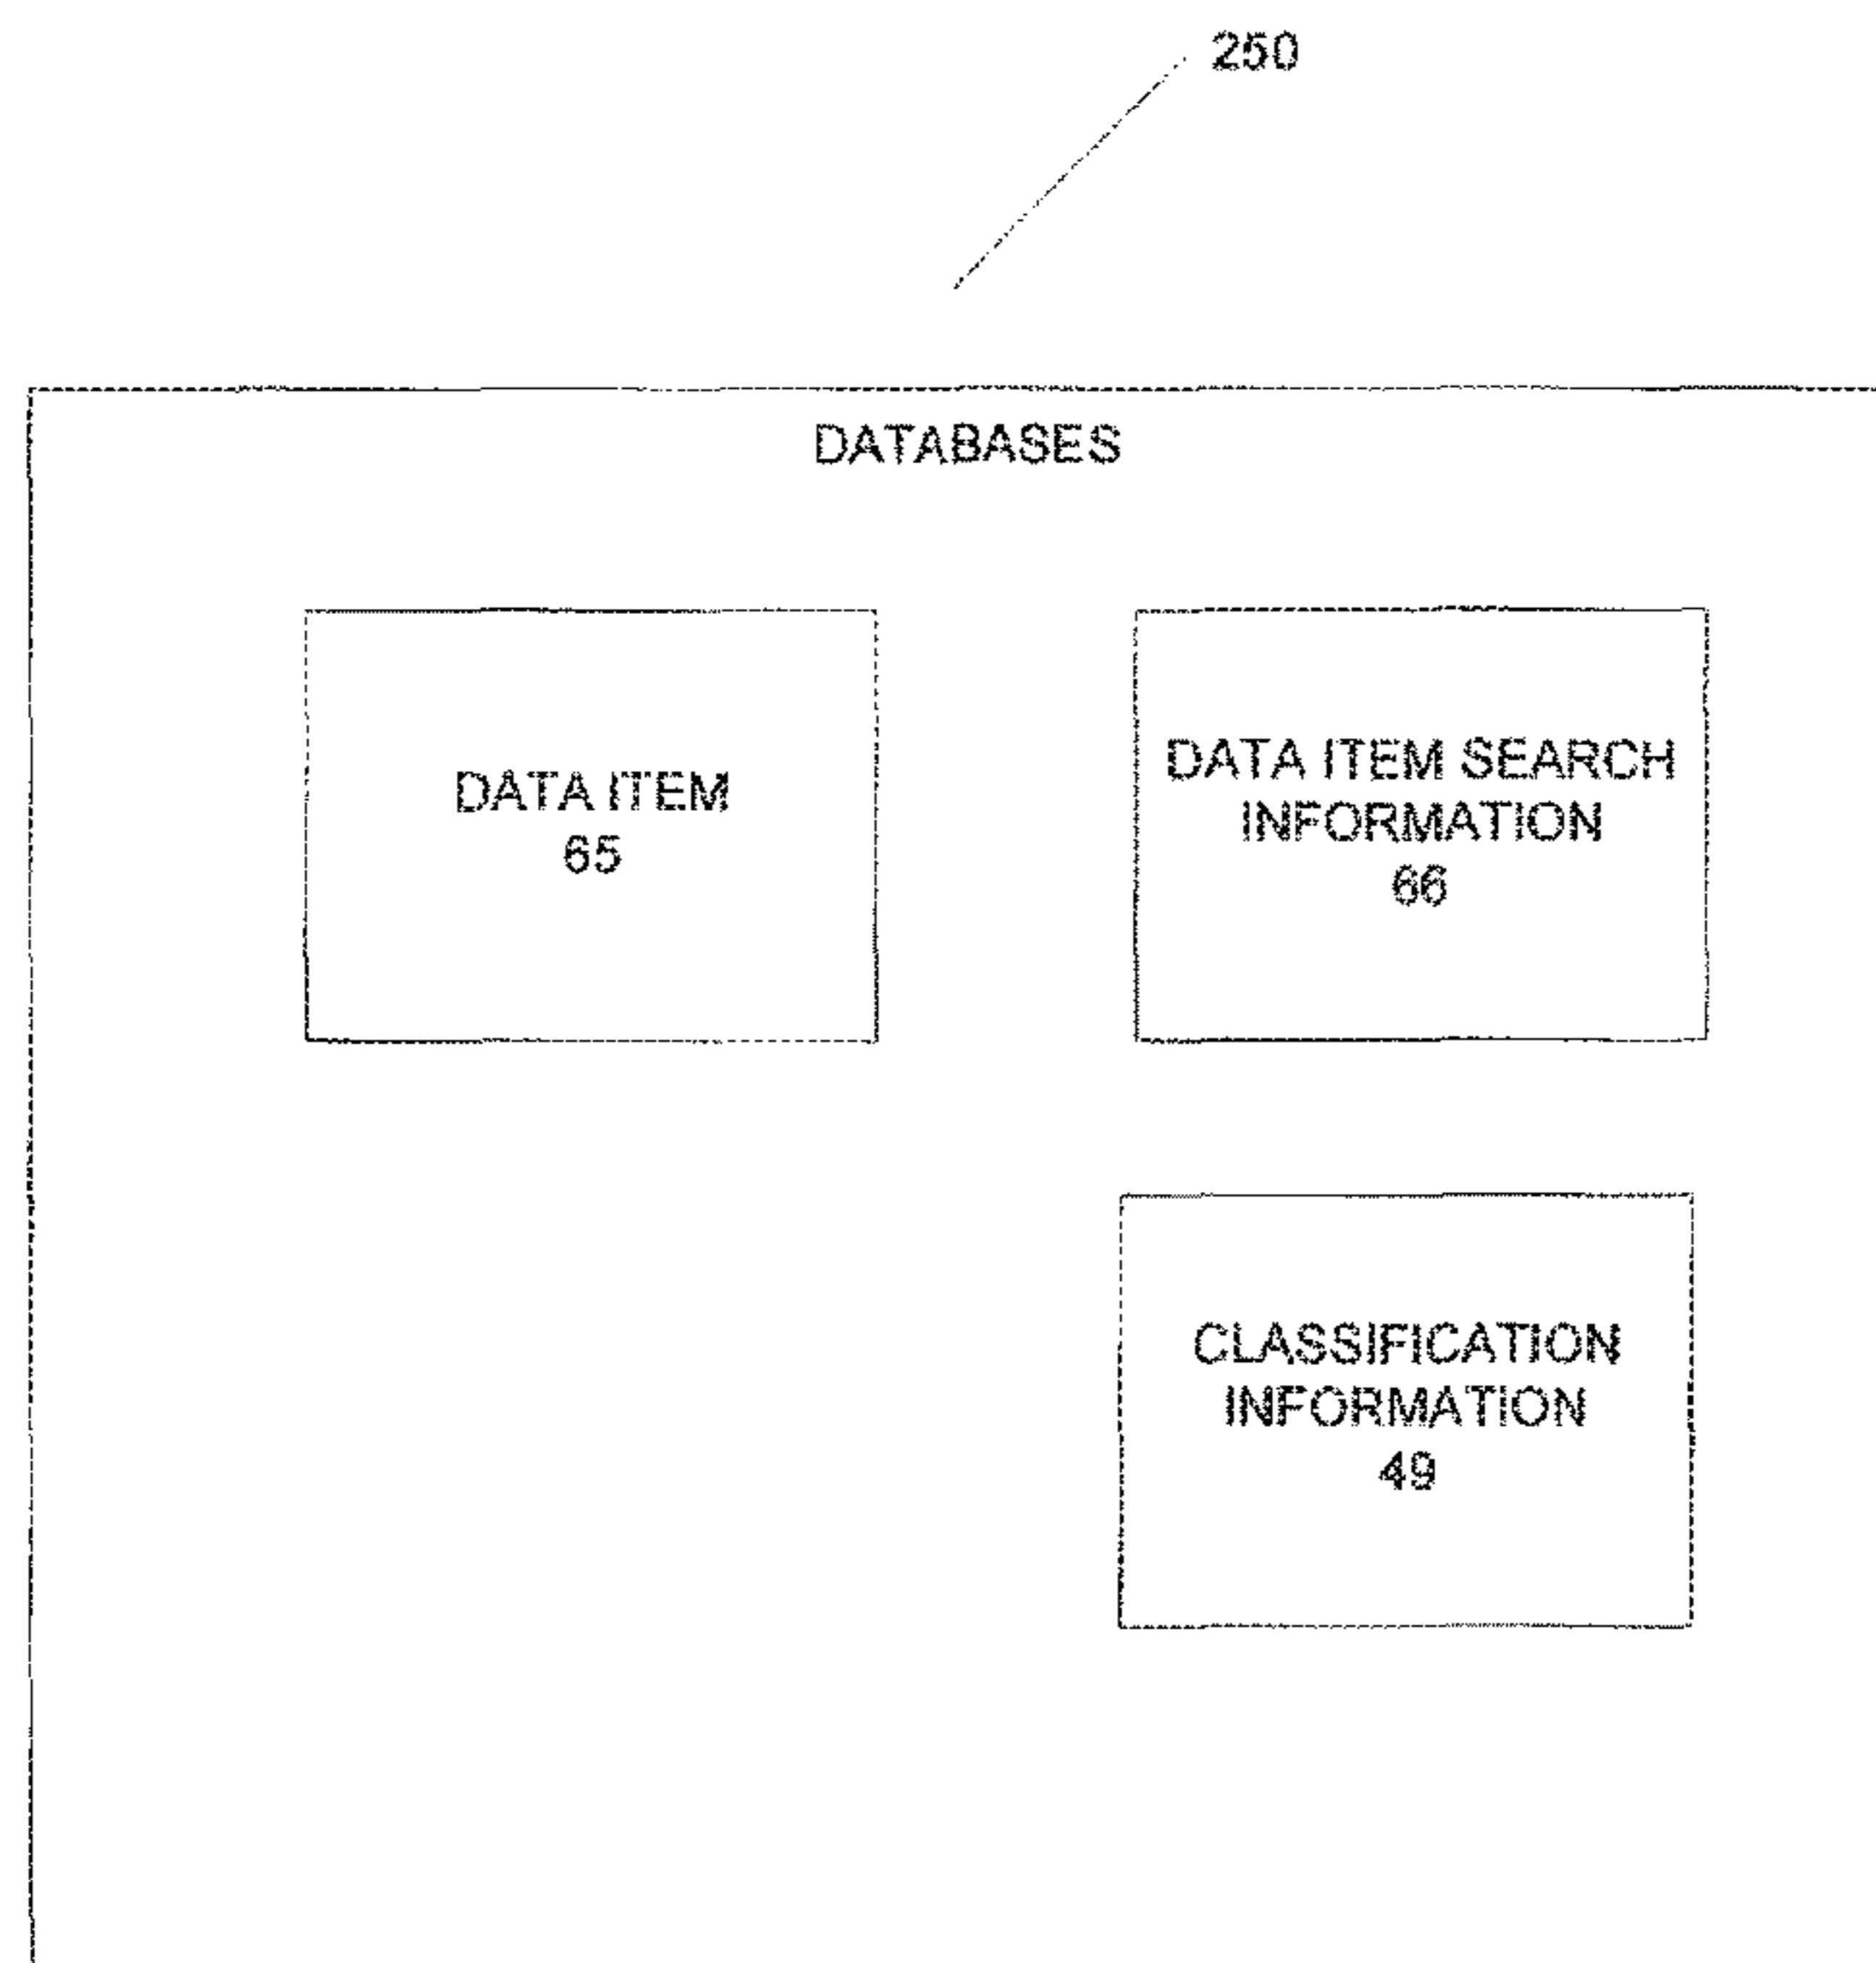 250
DATABASES
DATA ITEM
65
DATA ITEM SEARCH
INFORMATION
66
CLASSIFICATION
INFORMATION
49